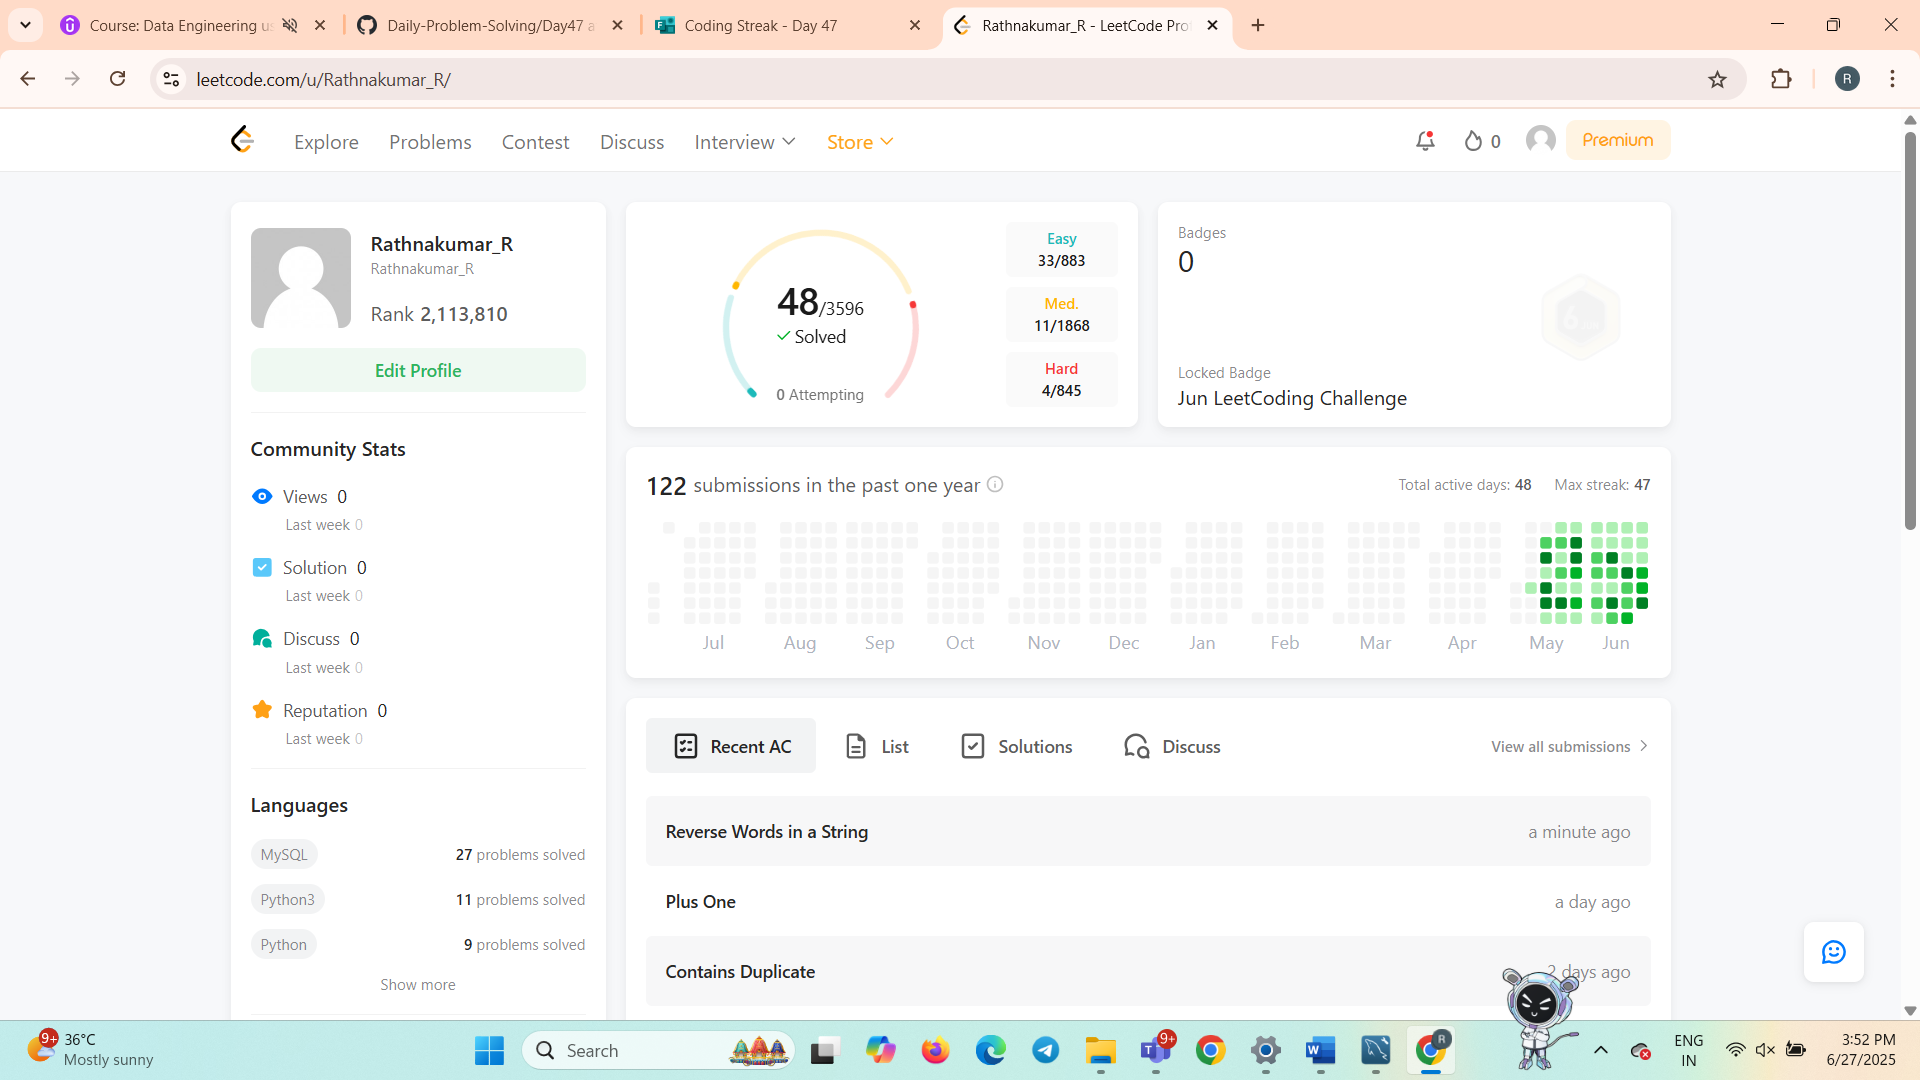 Course: Data Engineering us
Daily-Problem-Solving/Day47 a
Coding Streak - Day 47
Rathnakumar_R - LeetCode Pro
leetcode.com/u/Rathnakumar_R/
R
Explore
Problems
Contest
Discuss
Interview
Store
0
Premium
Rathnakumar_R
Rathnakumar_R
Rank 2,113,810
Edit Profile
Community Stats
Views 0
Last week 0
Solution 0
Last week 0
Discuss 0
Last week 0
Reputation 0
Last week 0
Languages
MySQL
27 problems solved
Python3
11 problems solved
Python
9 problems solved
Show more
48/3596
Solved
0 Attempting
Easy
33/883
Med.
11/1868
Hard
4/845
Badges
0
Locked Badge
Jun LeetCoding Challenge
122 submissions in the past one year
Total active days: 48
Max streak: 47
Jul
Aug
Sep
Oct
Nov
Dec
Jan
Feb
Mar
Apr
May
Jun
Recent AC
List
Solutions
Discuss
View all submissions
Reverse Words in a String
a minute ago
Plus One
a day ago
Contains Duplicate
2 days ago
9+
36°C
Mostly sunny
Search
9+
R
ENG
IN
3:52 PM
6/27/2025